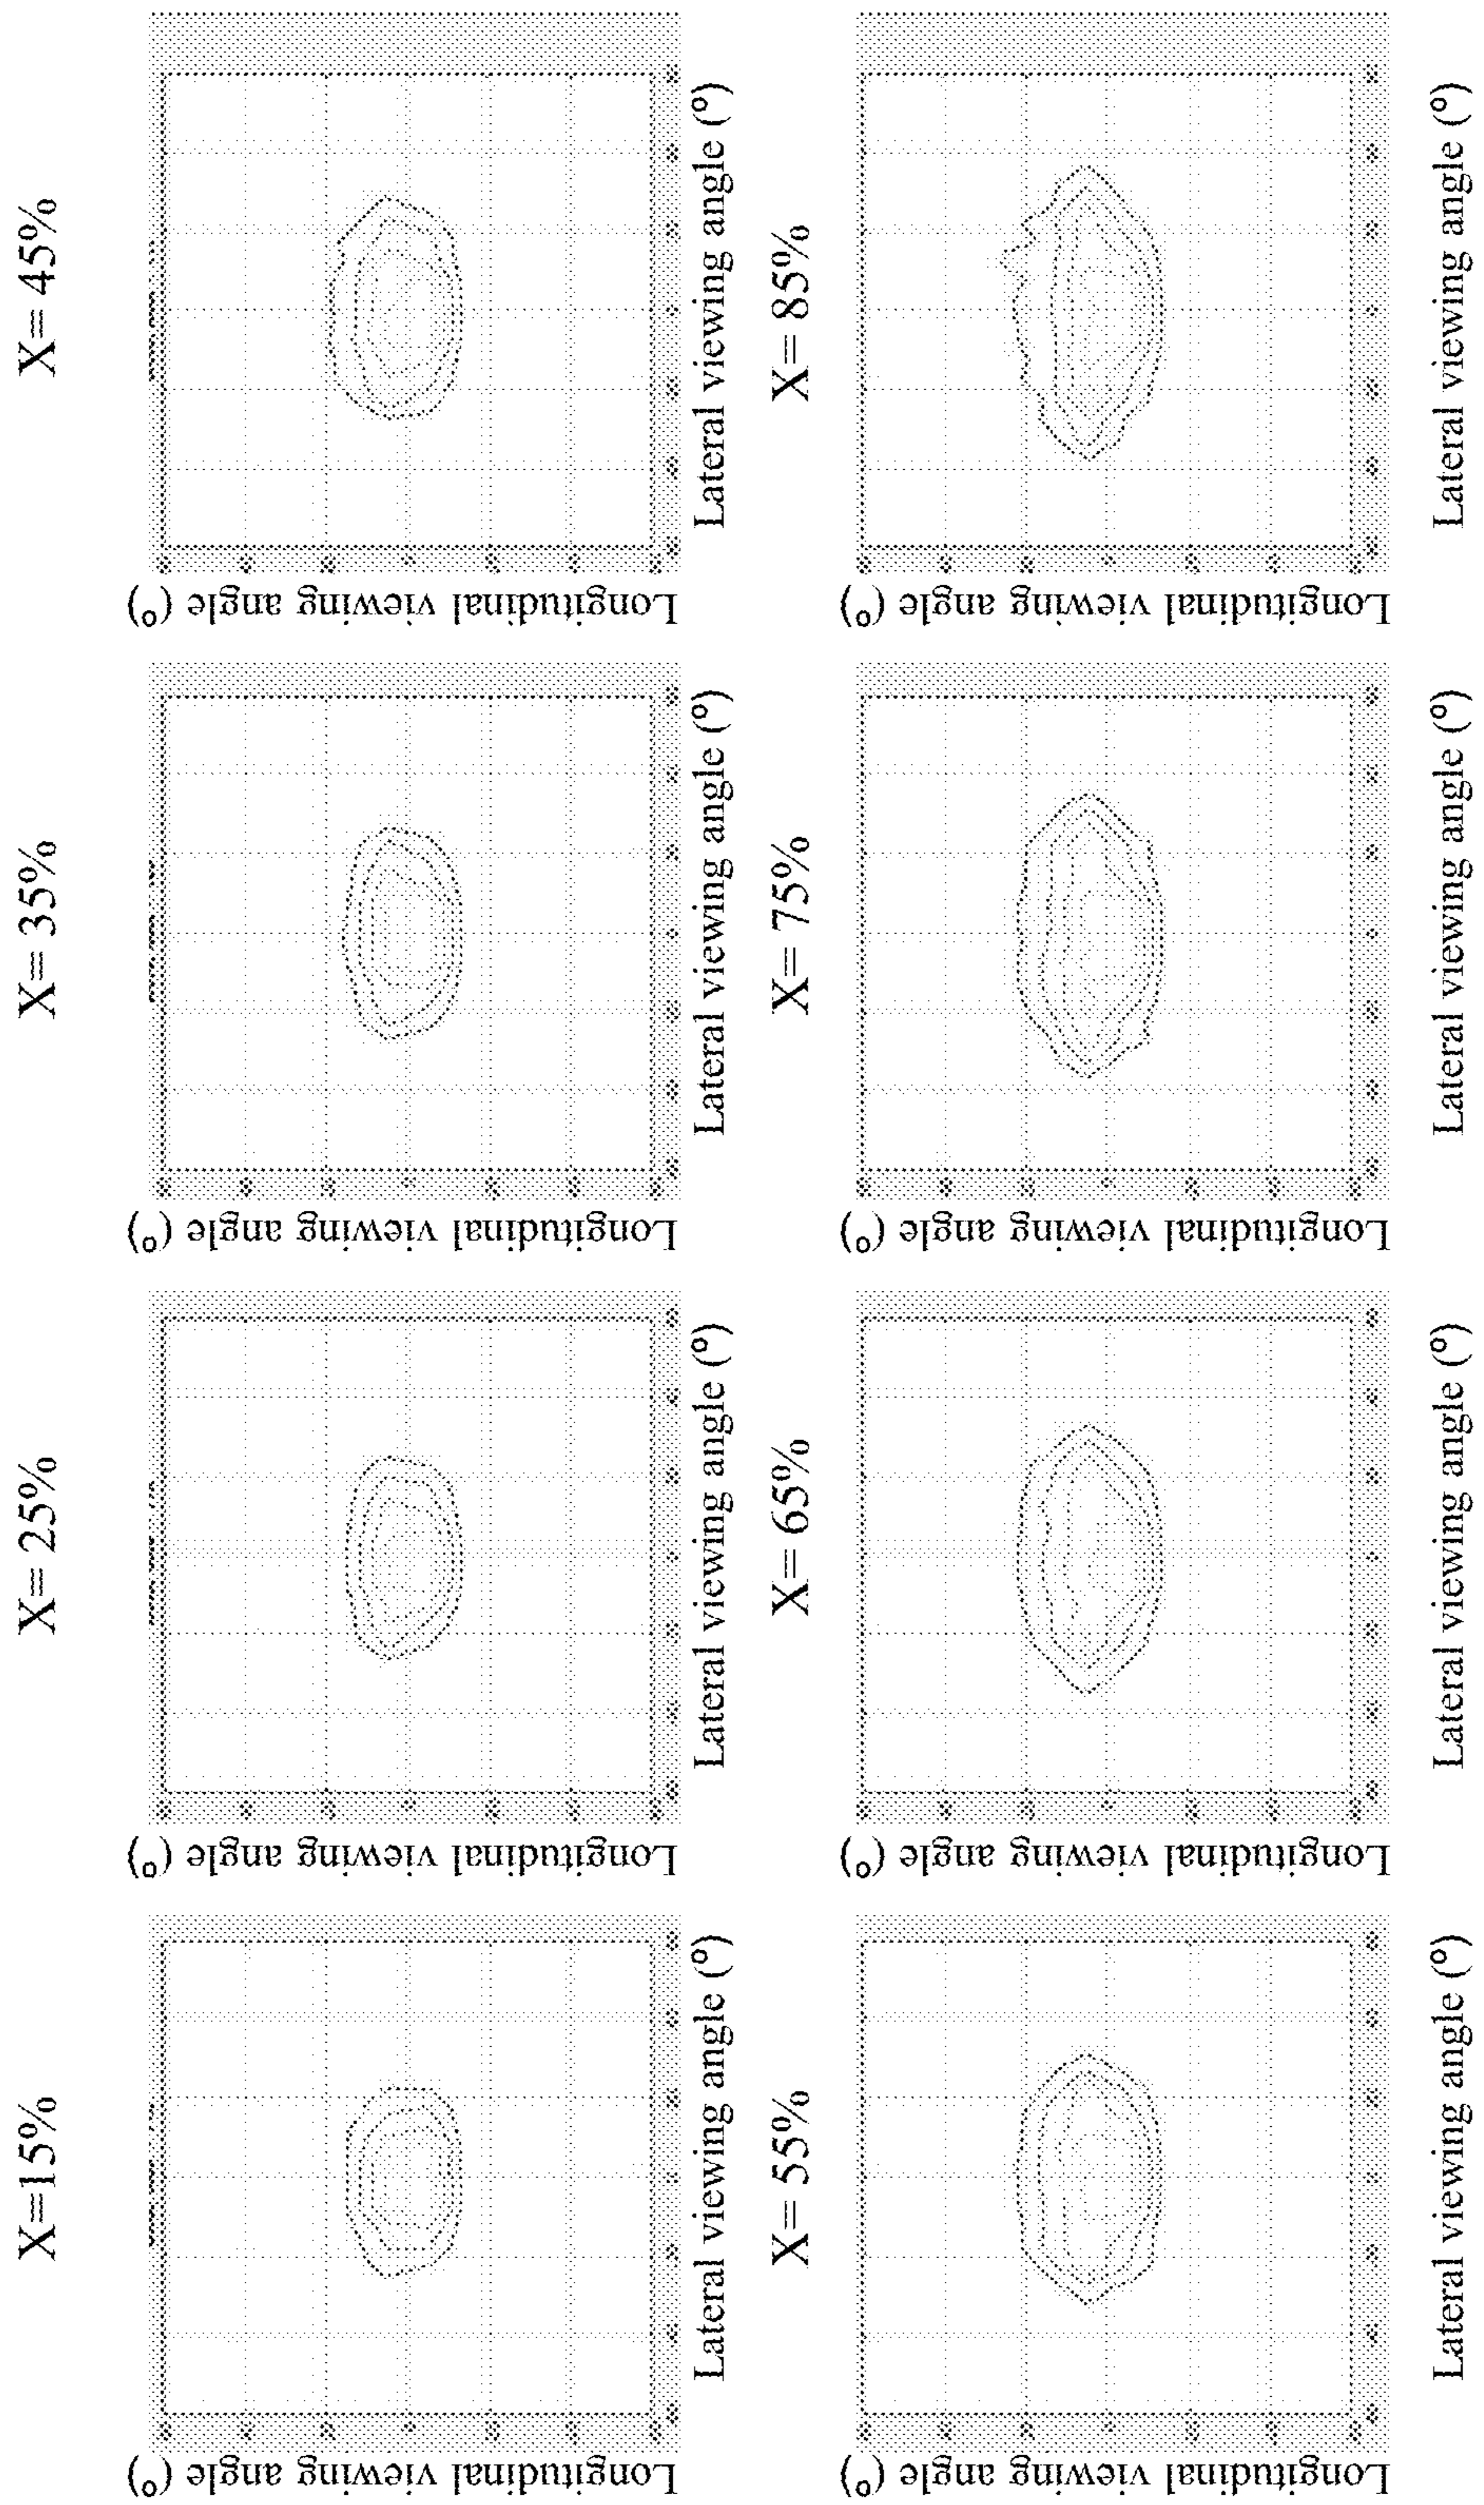 X=15%
X= 25%
X= 35%
X= 45%
Longitudinal viewing angle (º)
Lateral viewing angle (º)
Longitudinal viewing angle (º)
Lateral viewing angle (º)
Longitudinal viewing angle (º)
Lateral viewing angle (º)
Longitudinal viewing angle (º)
Lateral viewing angle (º)
X= 55%
X= 65%
X= 75%
X= 85%
Longitudinal viewing angle (º)
Lateral viewing angle (º)
Longitudinal viewing angle (º)
Lateral viewing angle (º)
Longitudinal viewing angle (º)
Lateral viewing angle (º)
Longitudinal viewing angle (º)
Lateral viewing angle (º)